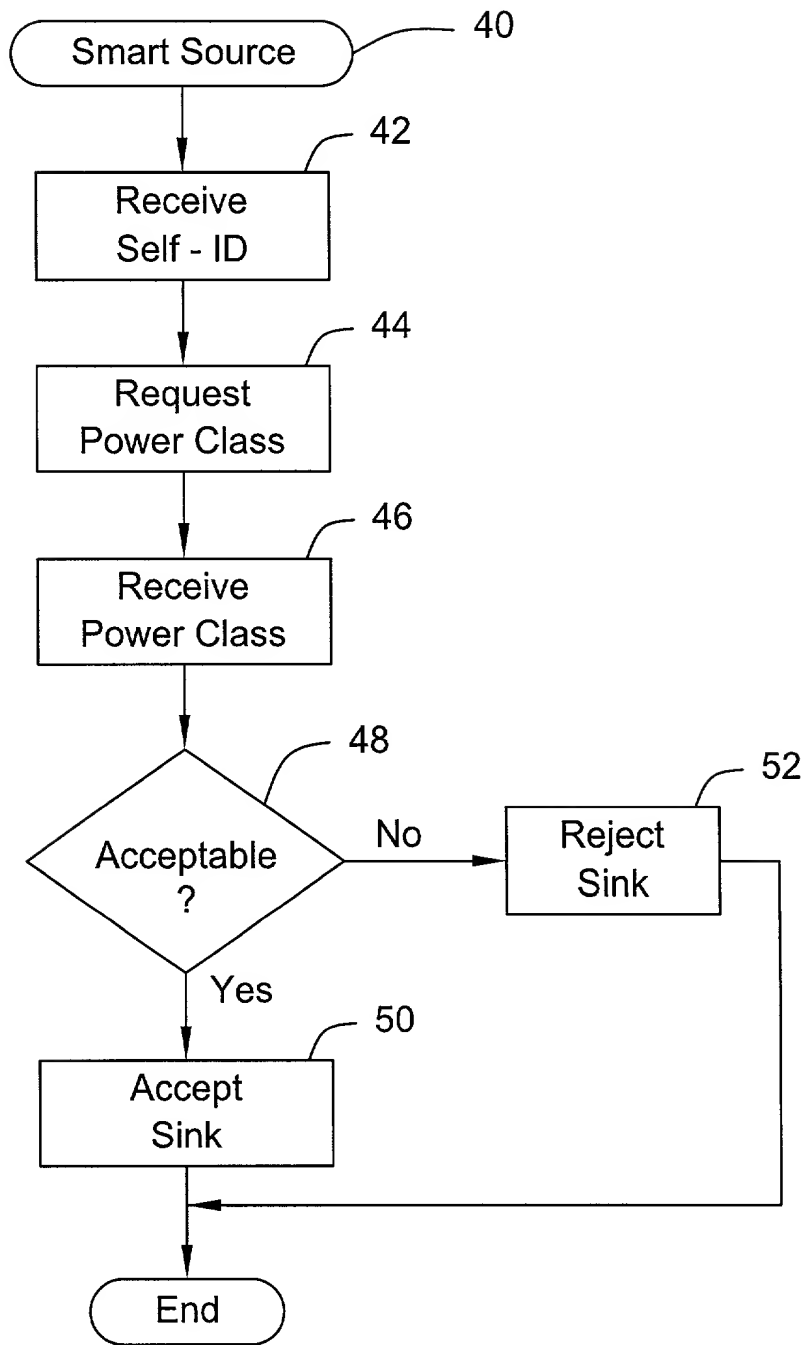 Smart Source
40
42
Receive
Self - ID
44
Request
Power Class
46
Receive
Power Class
48
Acceptable
?
No
52
Reject
Sink
Yes
50
Accept
Sink
End